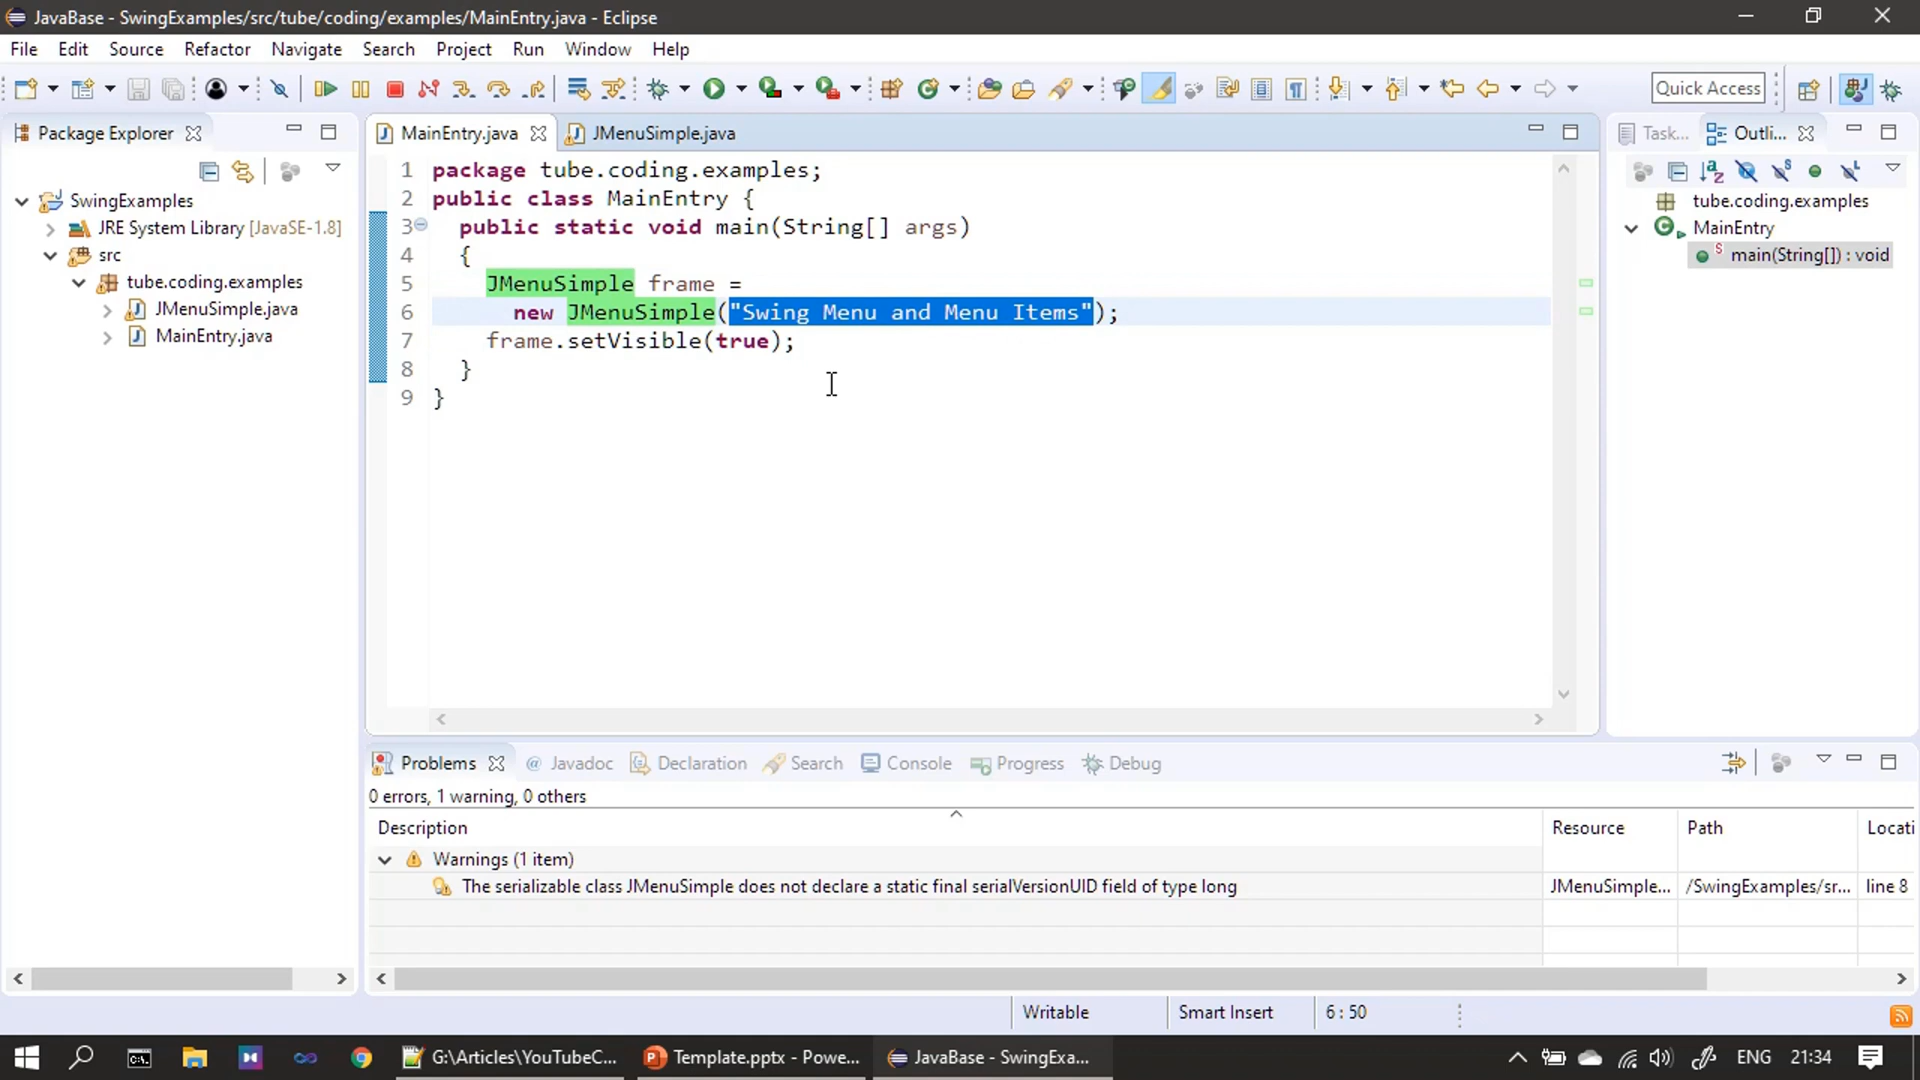 JavaBase - SwingExamples/src/tube/coding/examples/MainEntry.java - Eclipse
File Edit Source Refactor Navigate Search Project Run Window Help
Quick Access
Package Explorer
SwingExamples
JRE System Library [JavaSE-1.8]
src
tube.coding.examples
JMenuSimple.java
MainEntry.java
MainEntry.java JMenuSimple.java
1 package tube.coding.examples;
2 public class MainEntry {
3 public static void main(String[] args)
4 {
5 JMenuSimple frame =
6 new JMenuSimple("Swing Menu and Menu Items");
7 frame.setVisible(true);
8 }
9 }
Task... Outli...
tube.coding.examples
MainEntry
main(String[]) : void
Problems @ Javadoc Declaration Search Console Progress Debug
0 errors, 1 warning, 0 others
Description Resource Path Locati
Warnings (1 item)
The serializable class JMenuSimple does not declare a static final serialVersionUID field of type long JMenuSimple... /SwingExamples/sr... line 8
Writable Smart Insert 6 : 50
G:\Articles\YouTubeC... Template.pptx - Powe... JavaBase - SwingExa... ENG 21:34